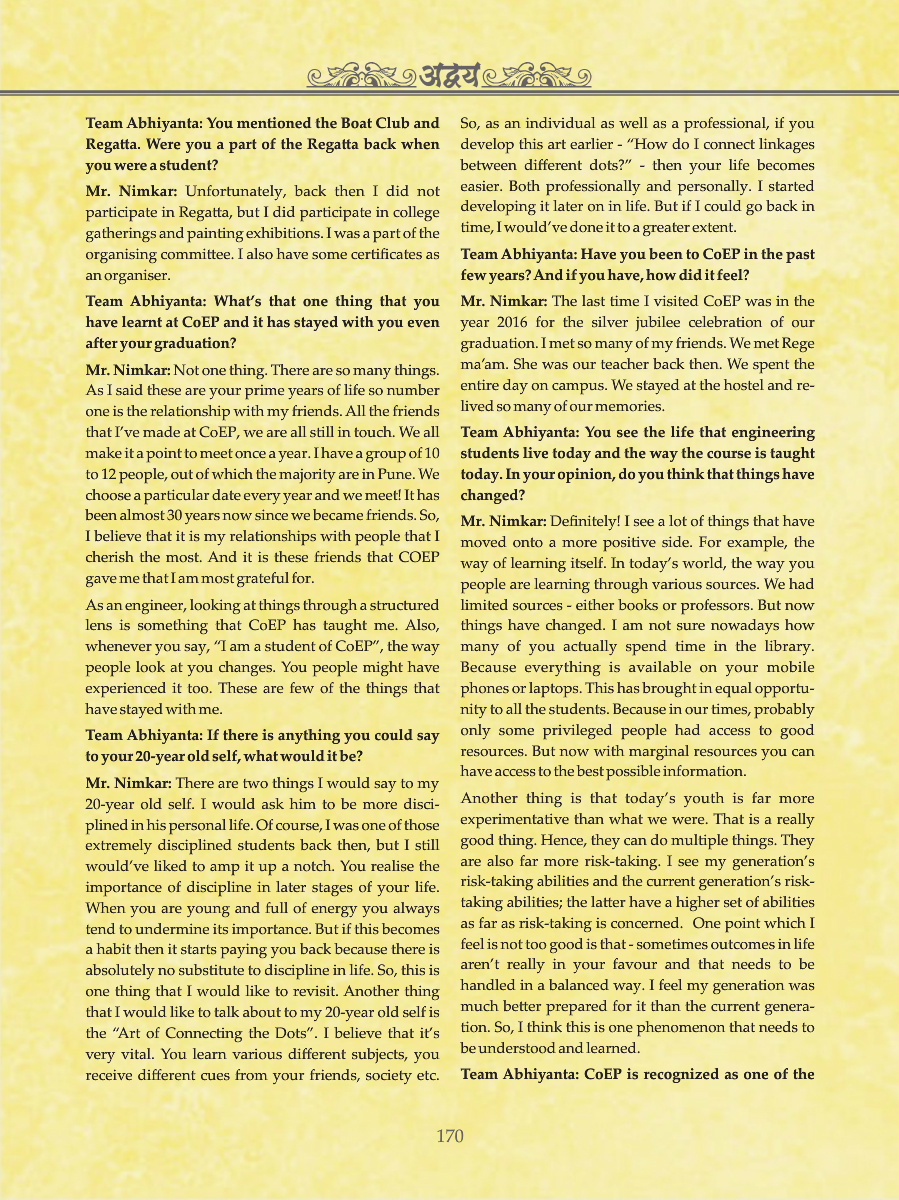 अद्वय
Team Abhiyanta: You mentioned the Boat Club and
Regatta. Were you a part of the Regatta back when
you were a student?
Mr. Nimkar: Unfortunately, back then I did not
participate in Regatta, but I did participate in college
gatherings and painting exhibitions. I was a part of the
organising committee. I also have some certificates as
an organiser.
Team Abhiyanta: What's that one thing that you
have learnt at CoEP and it has stayed with you even
after your graduation?
Mr. Nimkar: Not one thing. There are so many things.
As I said these are your prime years of life so number
one is the relationship with my friends. All the friends
that I've made at CoEP, we are all still in touch. We all
make it a point to meet once a year. I have a group of 10
to 12 people, out of which the majority are in Pune. We
choose a particular date every year and we meet! It has
been almost 30 years now since we became friends. So,
I believe that it is my relationships with people that I
cherish the most. And it is these friends that COEP
gave me that I am most grateful for.
As an engineer, looking at things through a structured
lens is something that CoEP has taught me. Also,
whenever you say, "I am a student of CoEP", the way
people look at you changes. You people might have
experienced it too. These are few of the things that
have stayed with me.
Team Abhiyanta: If there is anything you could say
to your 20-year old self, what would it be?
Mr. Nimkar: There are two things I would say to my
20-year old self. I would ask him to be more disci-
plined in his personal life. Of course, I was one of those
extremely disciplined students back then, but I still
would've liked to amp it up a notch. You realise the
importance of discipline in later stages of your life.
When you are young and full of energy you always
tend to undermine its importance. But if this becomes
a habit then it starts paying you back because there is
absolutely no substitute to discipline in life. So, this is
one thing that I would like to revisit. Another thing
that I would like to talk about to my 20-year old self is
the "Art of Connecting the Dots". I believe that it's
very vital. You learn various different subjects, you
receive different cues from your friends, society etc.
So, as an individual as well as a professional, if you
develop this art earlier - "How do I connect linkages
between different dots?" - then your life becomes
easier. Both professionally and personally. I started
developing it later on in life. But if I could go back in
time, I would've done it to a greater extent.
Team Abhiyanta: Have you been to CoEP in the past
few years? And if you have, how did it feel?
Mr. Nimkar: The last time I visited CoEP was in the
year 2016 for the silver jubilee celebration of our
graduation. I met so many of my friends. We met Rege
ma'am. She was our teacher back then. We spent the
entire day on campus. We stayed at the hostel and re-
lived so many of our memories.
Team Abhiyanta: You see the life that engineering
students live today and the way the course is taught
today. In your opinion, do you think that things have
changed?
Mr. Nimkar: Definitely! I see a lot of things that have
moved onto a more positive side. For example, the
way of learning itself. In today's world, the way you
people are learning through various sources. We had
limited sources - either books or professors. But now
things have changed. I am not sure nowadays how
many of you actually spend time in the library.
Because everything is available on your mobile
phones or laptops. This has brought in equal opportu-
nity to all the students. Because in our times, probably
only some privileged people had access to good
resources. But now with marginal resources you can
have access to the best possible information.
Another thing is that today's youth is far more
experimentative than what we were. That is a really
good thing. Hence, they can do multiple things. They
are also far more risk-taking. I see my generation's
risk-taking abilities and the current generation's risk-
taking abilities; the latter have a higher set of abilities
as far as risk-taking is concerned. One point which I
feel is not too good is that - sometimes outcomes in life
aren't really in your favour and that needs to be
handled in a balanced way. I feel my generation was
much better prepared for it than the current genera-
tion. So, I think this is one phenomenon that needs to
be understood and learned.
Team Abhiyanta: CoEP is recognized as one of the
170